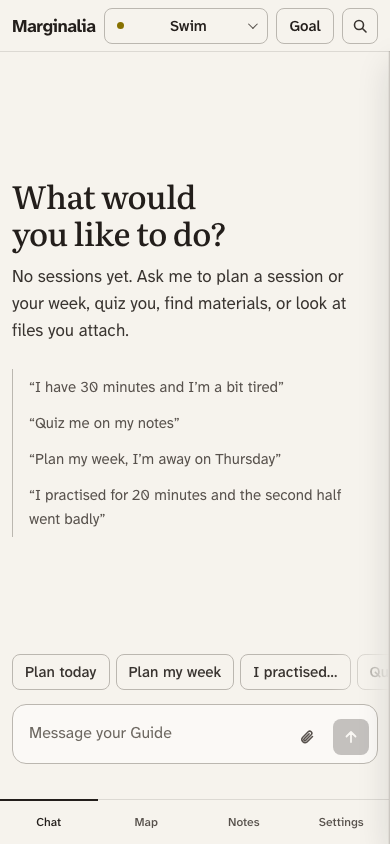 Marginalia
Swim
Goal
What would
you like to do?
No sessions yet. Ask me to plan a session or
your week, quiz you, find materials, or look at
files you attach.
“I have 30 minutes and I’m a bit tired”
“Quiz me on my notes”
“Plan my week, I’m away on Thursday”
“I practised for 20 minutes and the second half
went badly”
Plan today
Plan my week
I practised…
Message your Guide
Chat
Map
Notes
Settings